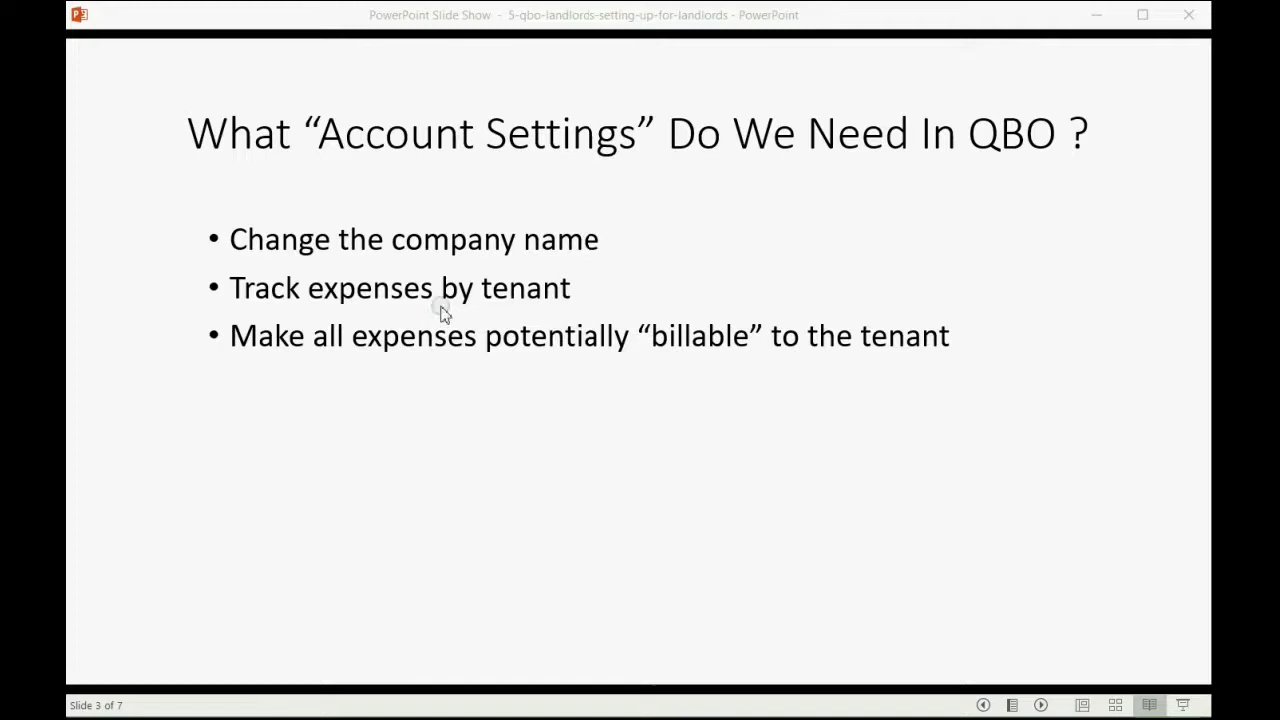 PowerPoint Slide Show - 5-qbo-landlords-setting-up-for-landlords - PowerPoint
What “Account Settings” Do We Need In QBO ?
• Change the company name
• Track expenses by tenant
• Make all expenses potentially “billable” to the tenant
Slide 3 of 7